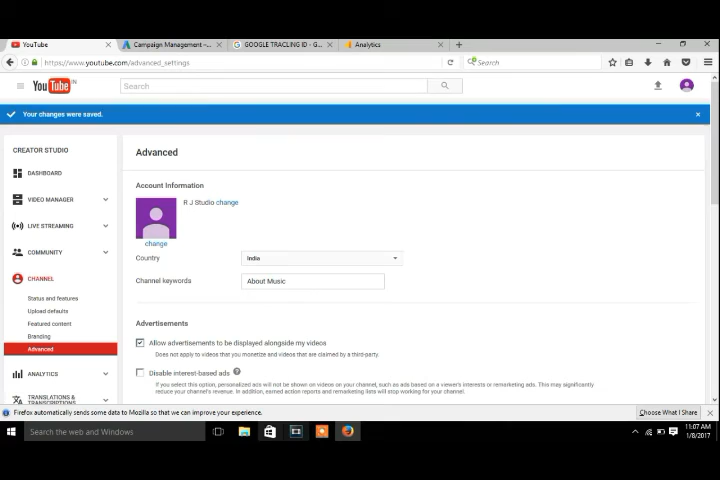 YouTube
Campaign Management –...
GOOGLE TRACLING ID - G...
Analytics
https://www.youtube.com/advanced_settings
Search
YouTube IN
Search
Your changes were saved.
CREATOR STUDIO
DASHBOARD
VIDEO MANAGER
LIVE STREAMING
COMMUNITY
CHANNEL
Status and features
Upload defaults
Featured content
Branding
Advanced
ANALYTICS
TRANSLATIONS &
TRANSCRIPTIONS
Advanced
Account Information
R J Studio change
change
Country
India
Channel keywords
About Music
Advertisements
Allow advertisements to be displayed alongside my videos
Does not apply to videos that you monetize and videos that are claimed by a third-party.
Disable interest-based ads ?
If you select this option, personalized ads will not be shown on videos on your channel, such as ads based on a viewer's interests or remarketing ads. This may significantly
reduce your channel's revenue. In addition, earned action reports and remarketing lists will stop working for your channel.
Firefox automatically sends some data to Mozilla so that we can improve your experience.
Choose What I Share
Search the web and Windows
11:07 AM
1/8/2017